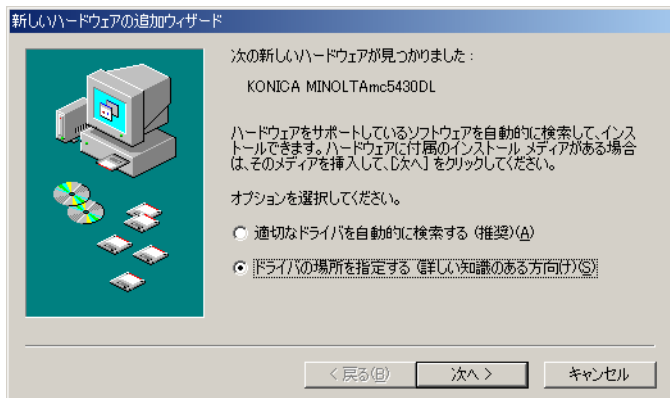 新しいハードウェアの追加ウィザード
次の新しいハードウェアが見つかりました:
KONICA MINOLTAmc5430DL
ハードウェアをサポートしているソフトウェアを自動的に検索して、インス
トールできます。ハードウェアに付属のインストール メディアがある場合
は、そのメディアを挿入して、[次へ] をクリックしてください。
オプションを選択してください。
適切なドライバを自動的に検索する (推奨)(A)
ドライバの場所を指定する (詳しい知識のある方向け)(S)
< 戻る(B)
次へ >
キャンセル